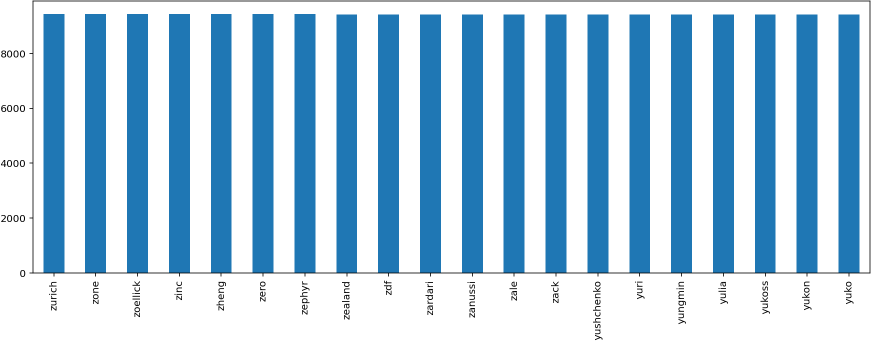 8000
6000
4000
2000
0
zurich
zone
zoellick
zinc
zheng
zero
zephyr
zealand
zdf
zardari
zanussi
zale
zack
yushchenko
yuri
yungmin
yulia
yukoss
yukon
yuko